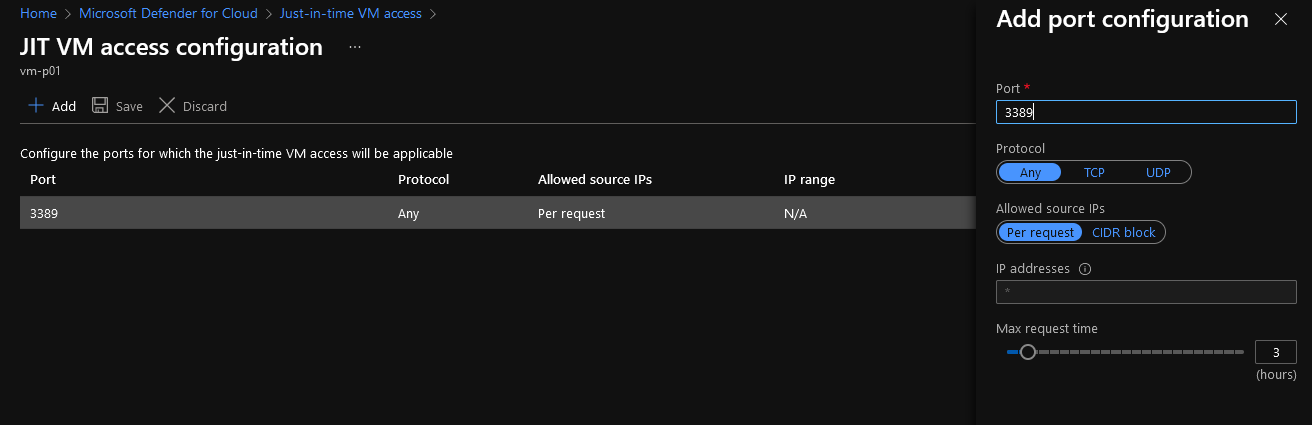 Home > Microsoft Defender for Cloud > Just-in-time VM access >
JIT VM access configuration ...
vm-p01
Add Save Discard
Configure the ports for which the just-in-time VM access will be applicable
Port Protocol Allowed source IPs IP range
3389 Any Per request N/A
Add port configuration
Port *
3389
Protocol
Any TCP UDP
Allowed source IPs
Per request CIDR block
IP addresses
*
Max request time
3
(hours)